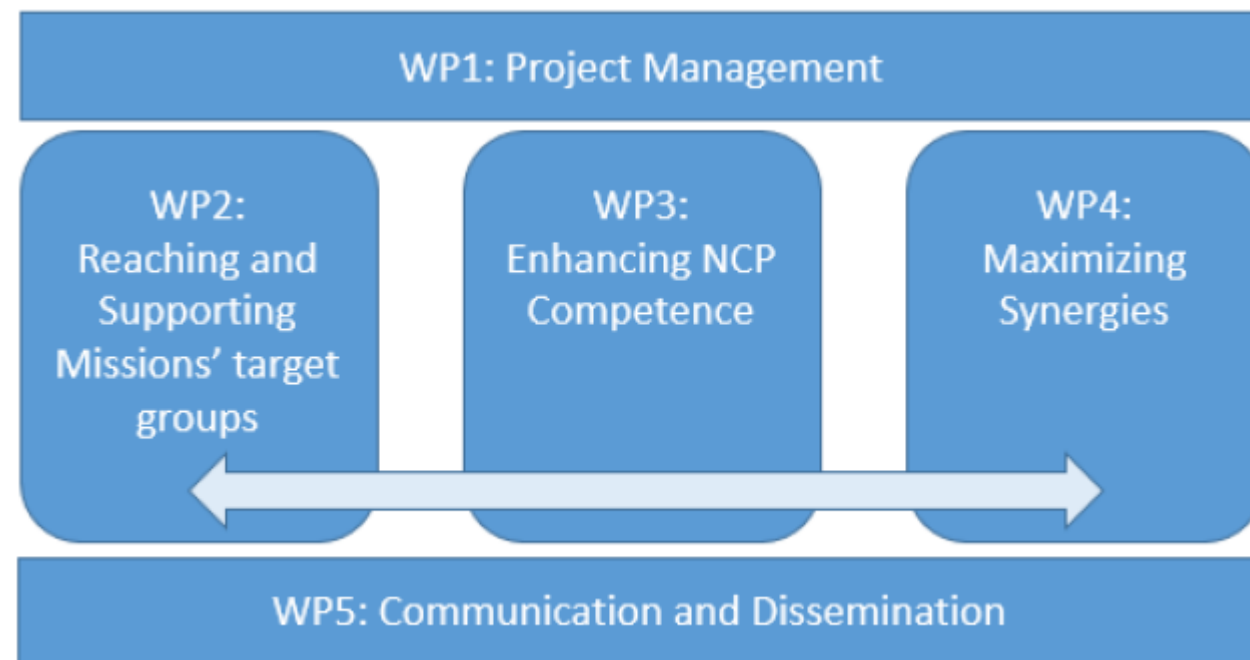 WP1: Project Management
WP2:
Reaching and
Supporting
Missions’ target
groups
WP3:
Enhancing NCP
Competence
WP4:
Maximizing
Synergies
WP5: Communication and Dissemination